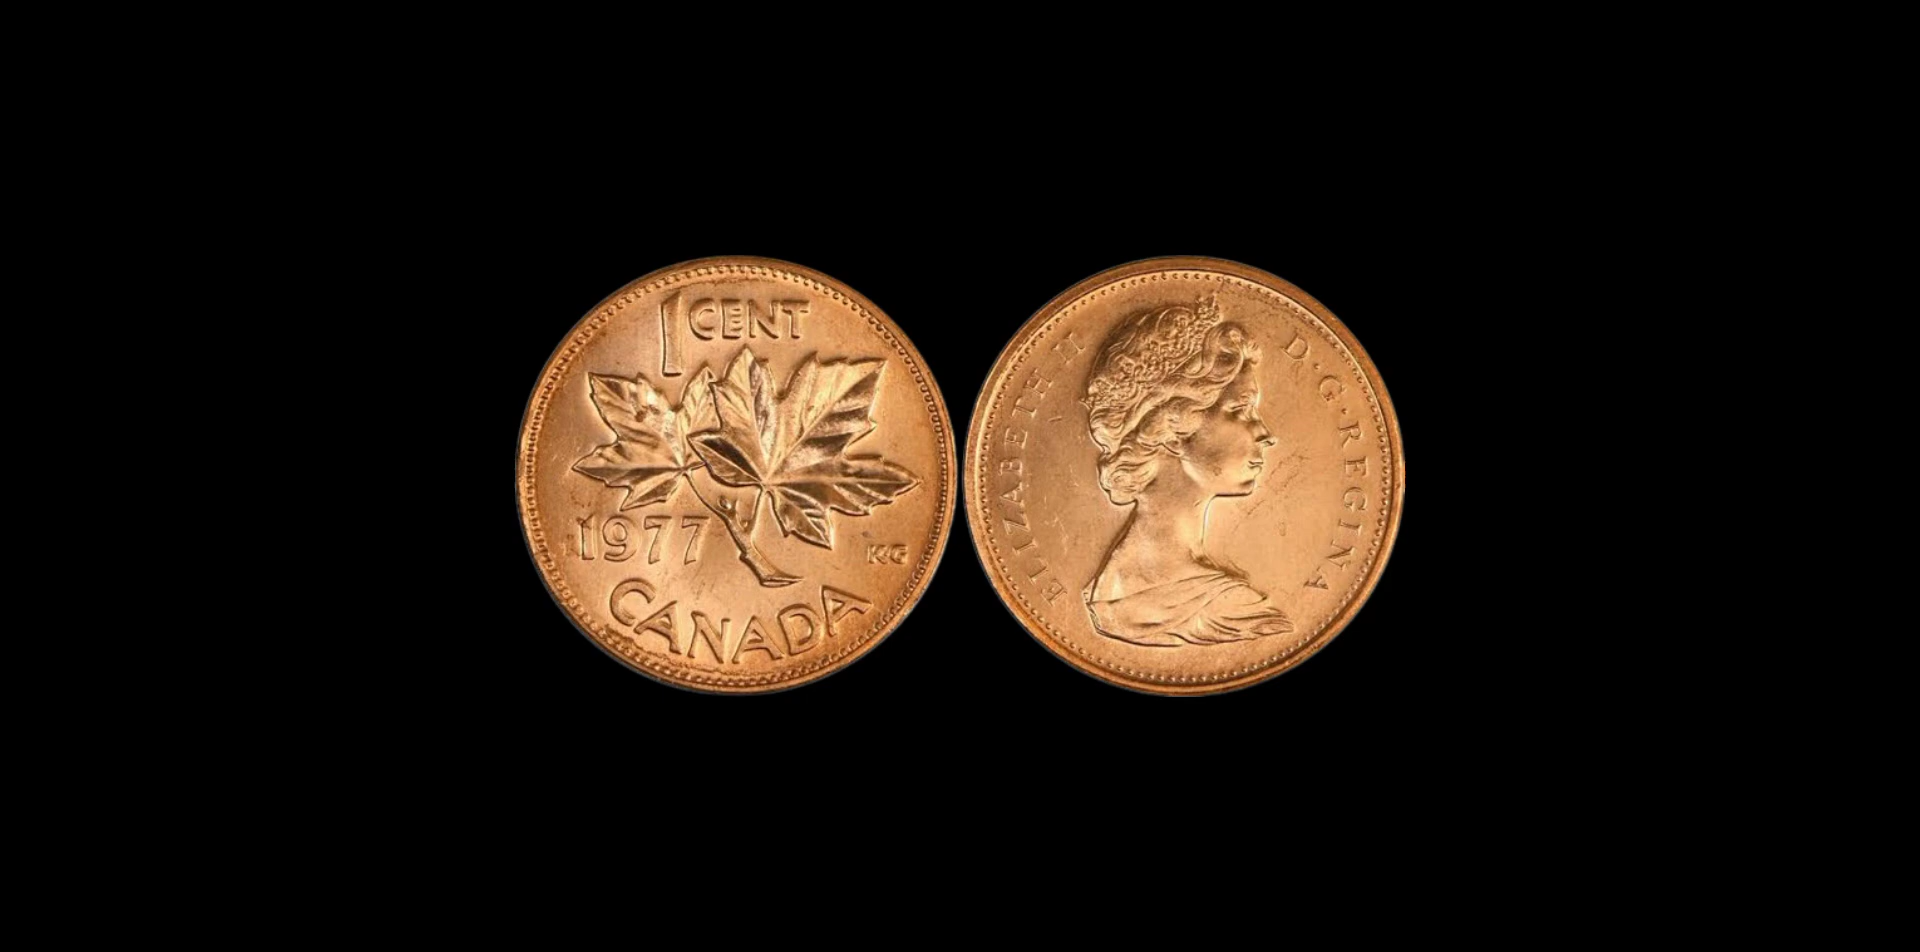 1 CENT
1977
KG
CANADA
ELIZABETH II
D·G·REGINA